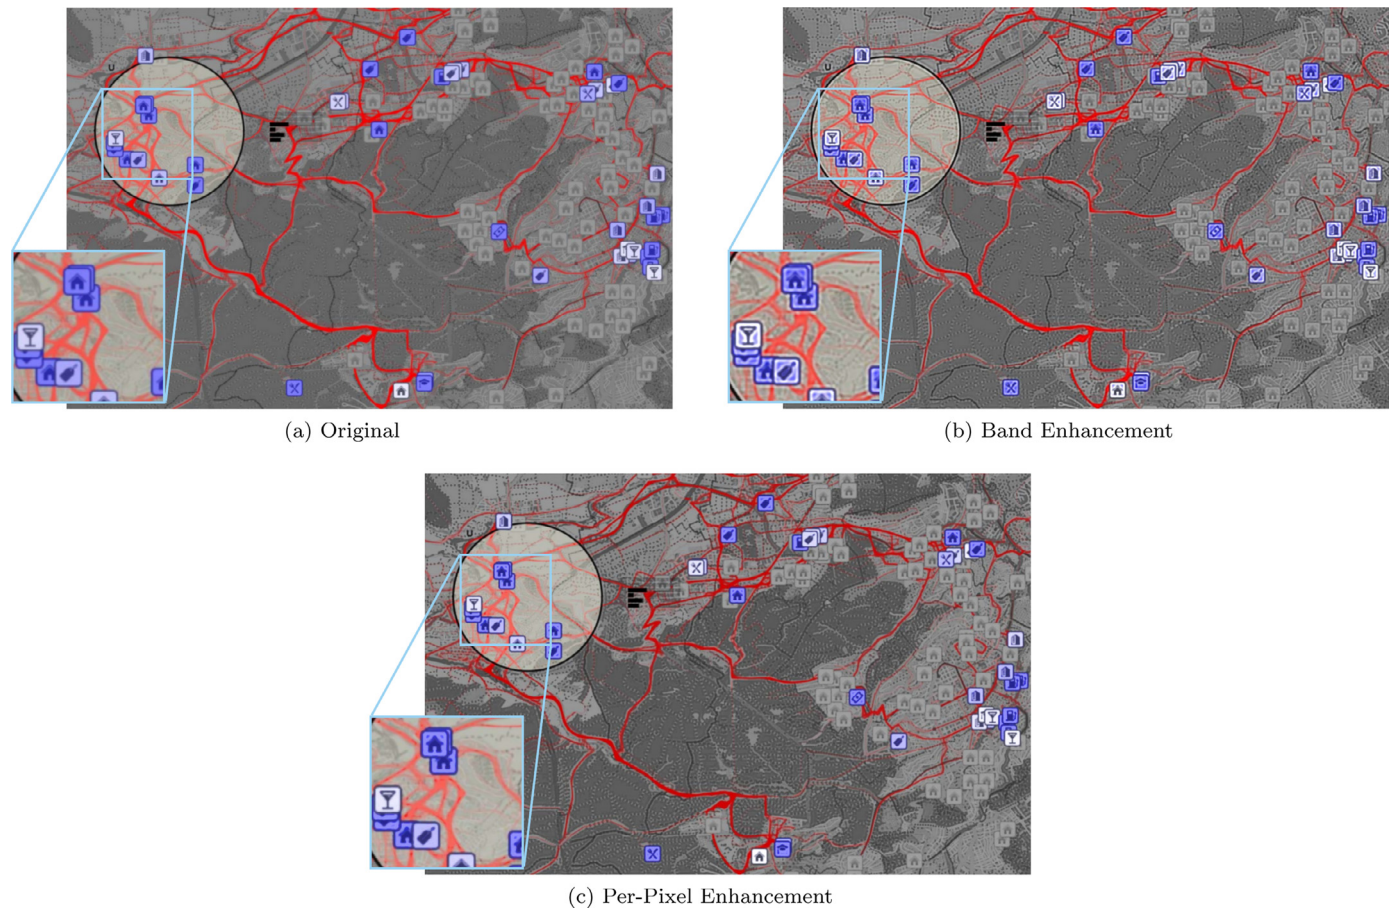 U
U
(a) Original
(b) Band Enhancement
U
(c) Per-Pixel Enhancement